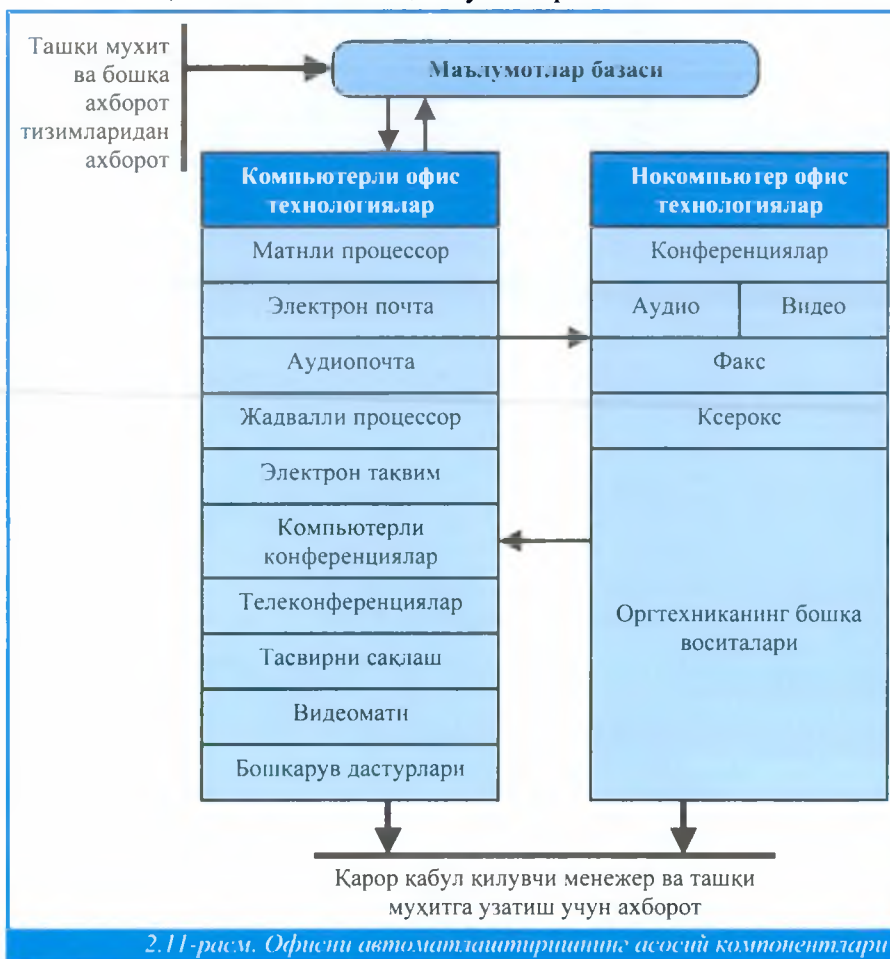 Ташқи мухит
ва бошқа
ахборот
тизимларидан
ахборот
Маълумотлар базаси
Компьютерли офис
технологиялар
Матнли процессор
Электрон почта
Аудиопочта
Жадвалли процессор
Электрон тақвим
Компьютерли
конференциялар
Телеконференциялар
Тасвирни сақлаш
Видеоматн
Бошқарув дастурлари
Нокомпьютер офис
технологиялар
Конференциялар
Аудио Видео
Факс
Ксерокс
Оргтехниканинг бошқа
воситалари
Қарор қабул қилувчи менежер ва ташқи
муҳитга узатиш учун ахборот
2.11-расм. Офисни автоматлаштиришнинг асосий компонентлари